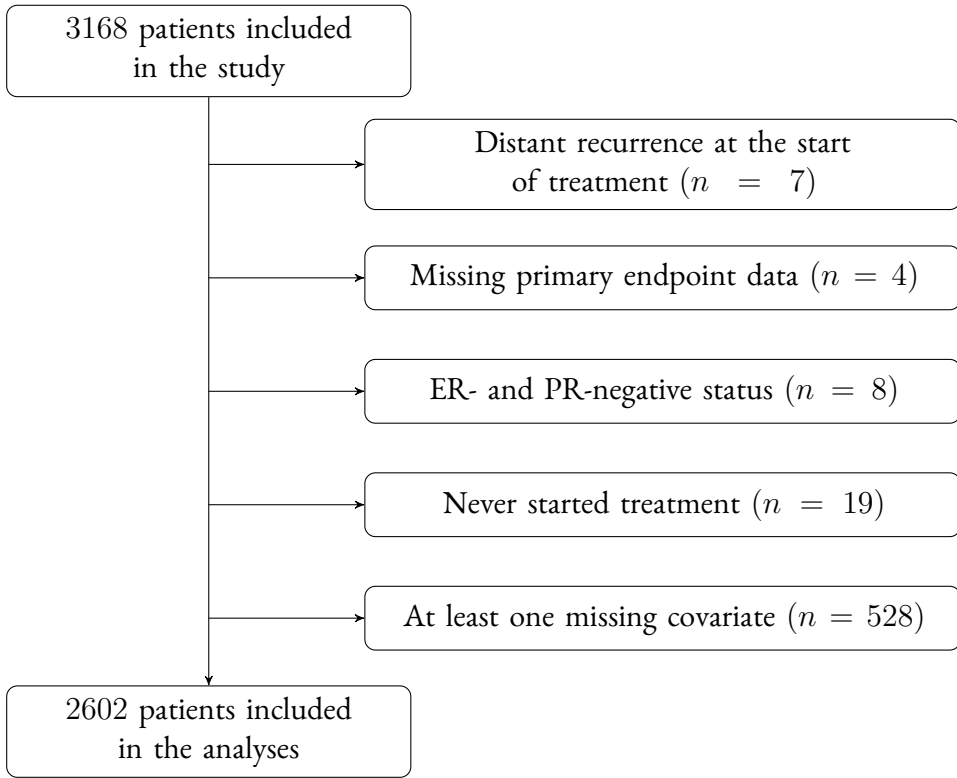 3168 patients included
in the study
Distant recurrence at the start
of treatment (n = 7)
Missing primary endpoint data (n = 4)
ER- and PR-negative status (n = 8)
Never started treatment (n = 19)
At least one missing covariate (n = 528)
2602 patients included
in the analyses